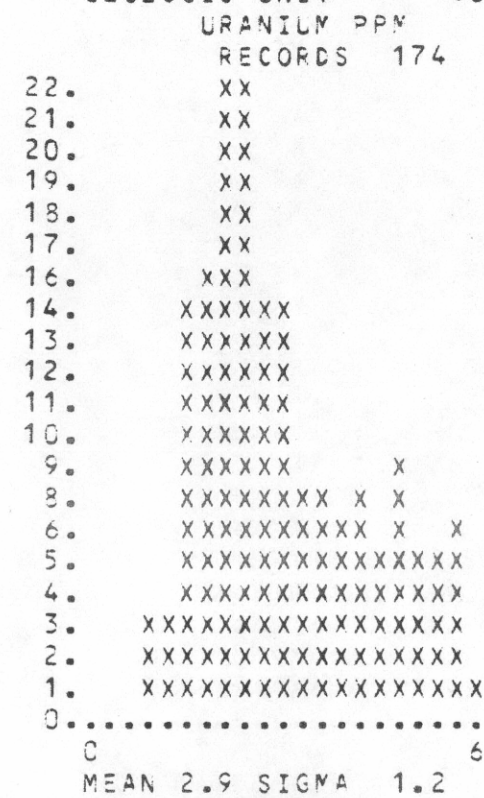 GEOLOGIC UNIT
URANIUM PPM
RECORDS 174
22. XX
21. XX
20. XX
19. XX
18. XX
17. XX
16. XXX
14. XXXXXX
13. XXXXXX
12. XXXXXX
11. XXXXXX
10. XXXXXX
9. XXXXXX X
8. XXXXXXXX X X
6. XXXXXXXXXX X X
5. XXXXXXXXXXXXXXX
4. XXXXXXXXXXXXXXX
3. XXXXXXXXXXXXXXXXX
2. XXXXXXXXXXXXXXXXX
1. XXXXXXXXXXXXXXXXXX
0......................
0 6
MEAN 2.9 SIGMA 1.2